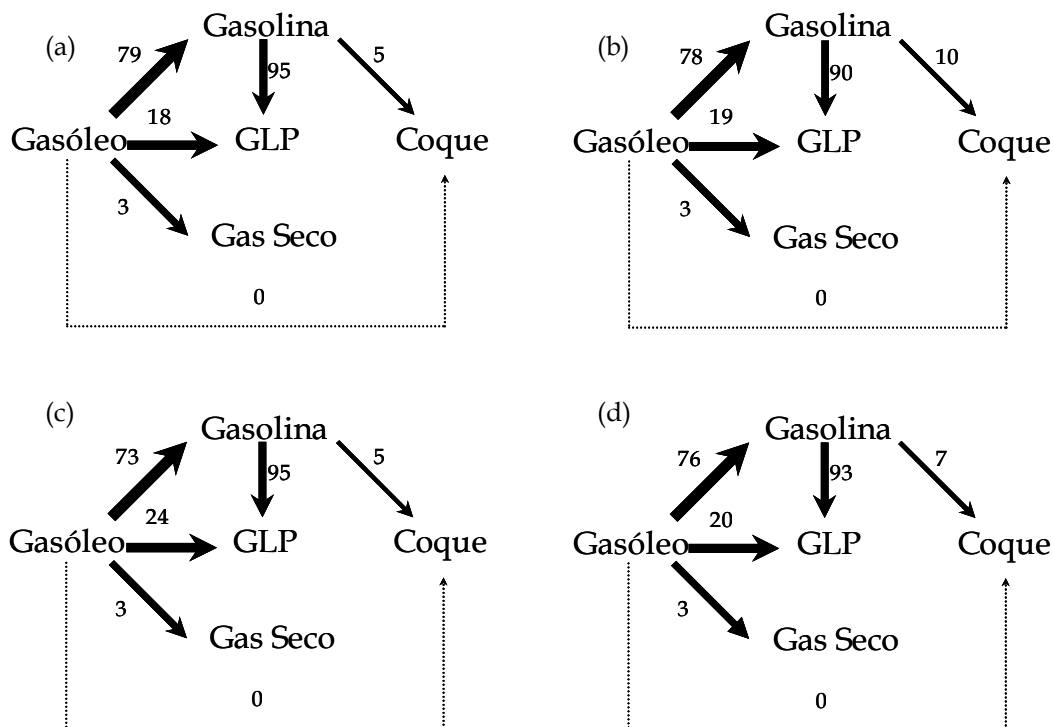 (a)
Gasolina
79
95
5
Gasóleo
18
GLP
Coque
3
Gas Seco
0
(b)
Gasolina
78
90
10
Gasóleo
19
GLP
Coque
3
Gas Seco
0
(c)
Gasolina
73
95
5
Gasóleo
24
GLP
Coque
3
Gas Seco
0
(d)
Gasolina
76
93
7
Gasóleo
20
GLP
Coque
3
Gas Seco
0